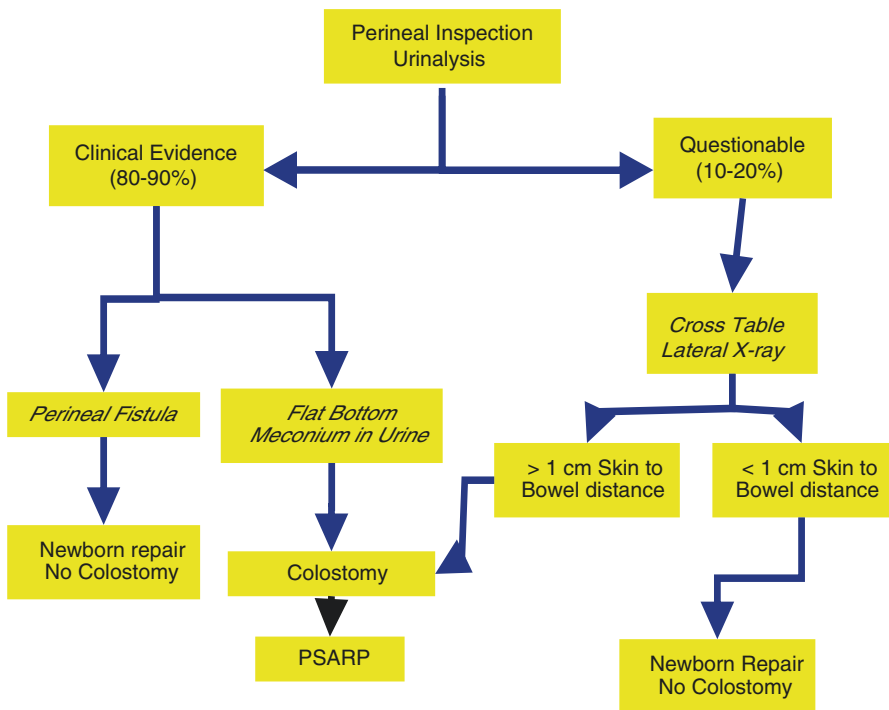 Perineal Inspection
Urinalysis
Clinical Evidence
(80-90%)
Questionable
(10-20%)
Cross Table
Lateral X-ray
Perineal Fistula
Flat Bottom
Meconium in Urine
> 1 cm Skin to
Bowel distance
< 1 cm Skin to
Bowel distance
Newborn repair
No Colostomy
Colostomy
PSARP
Newborn Repair
No Colostomy